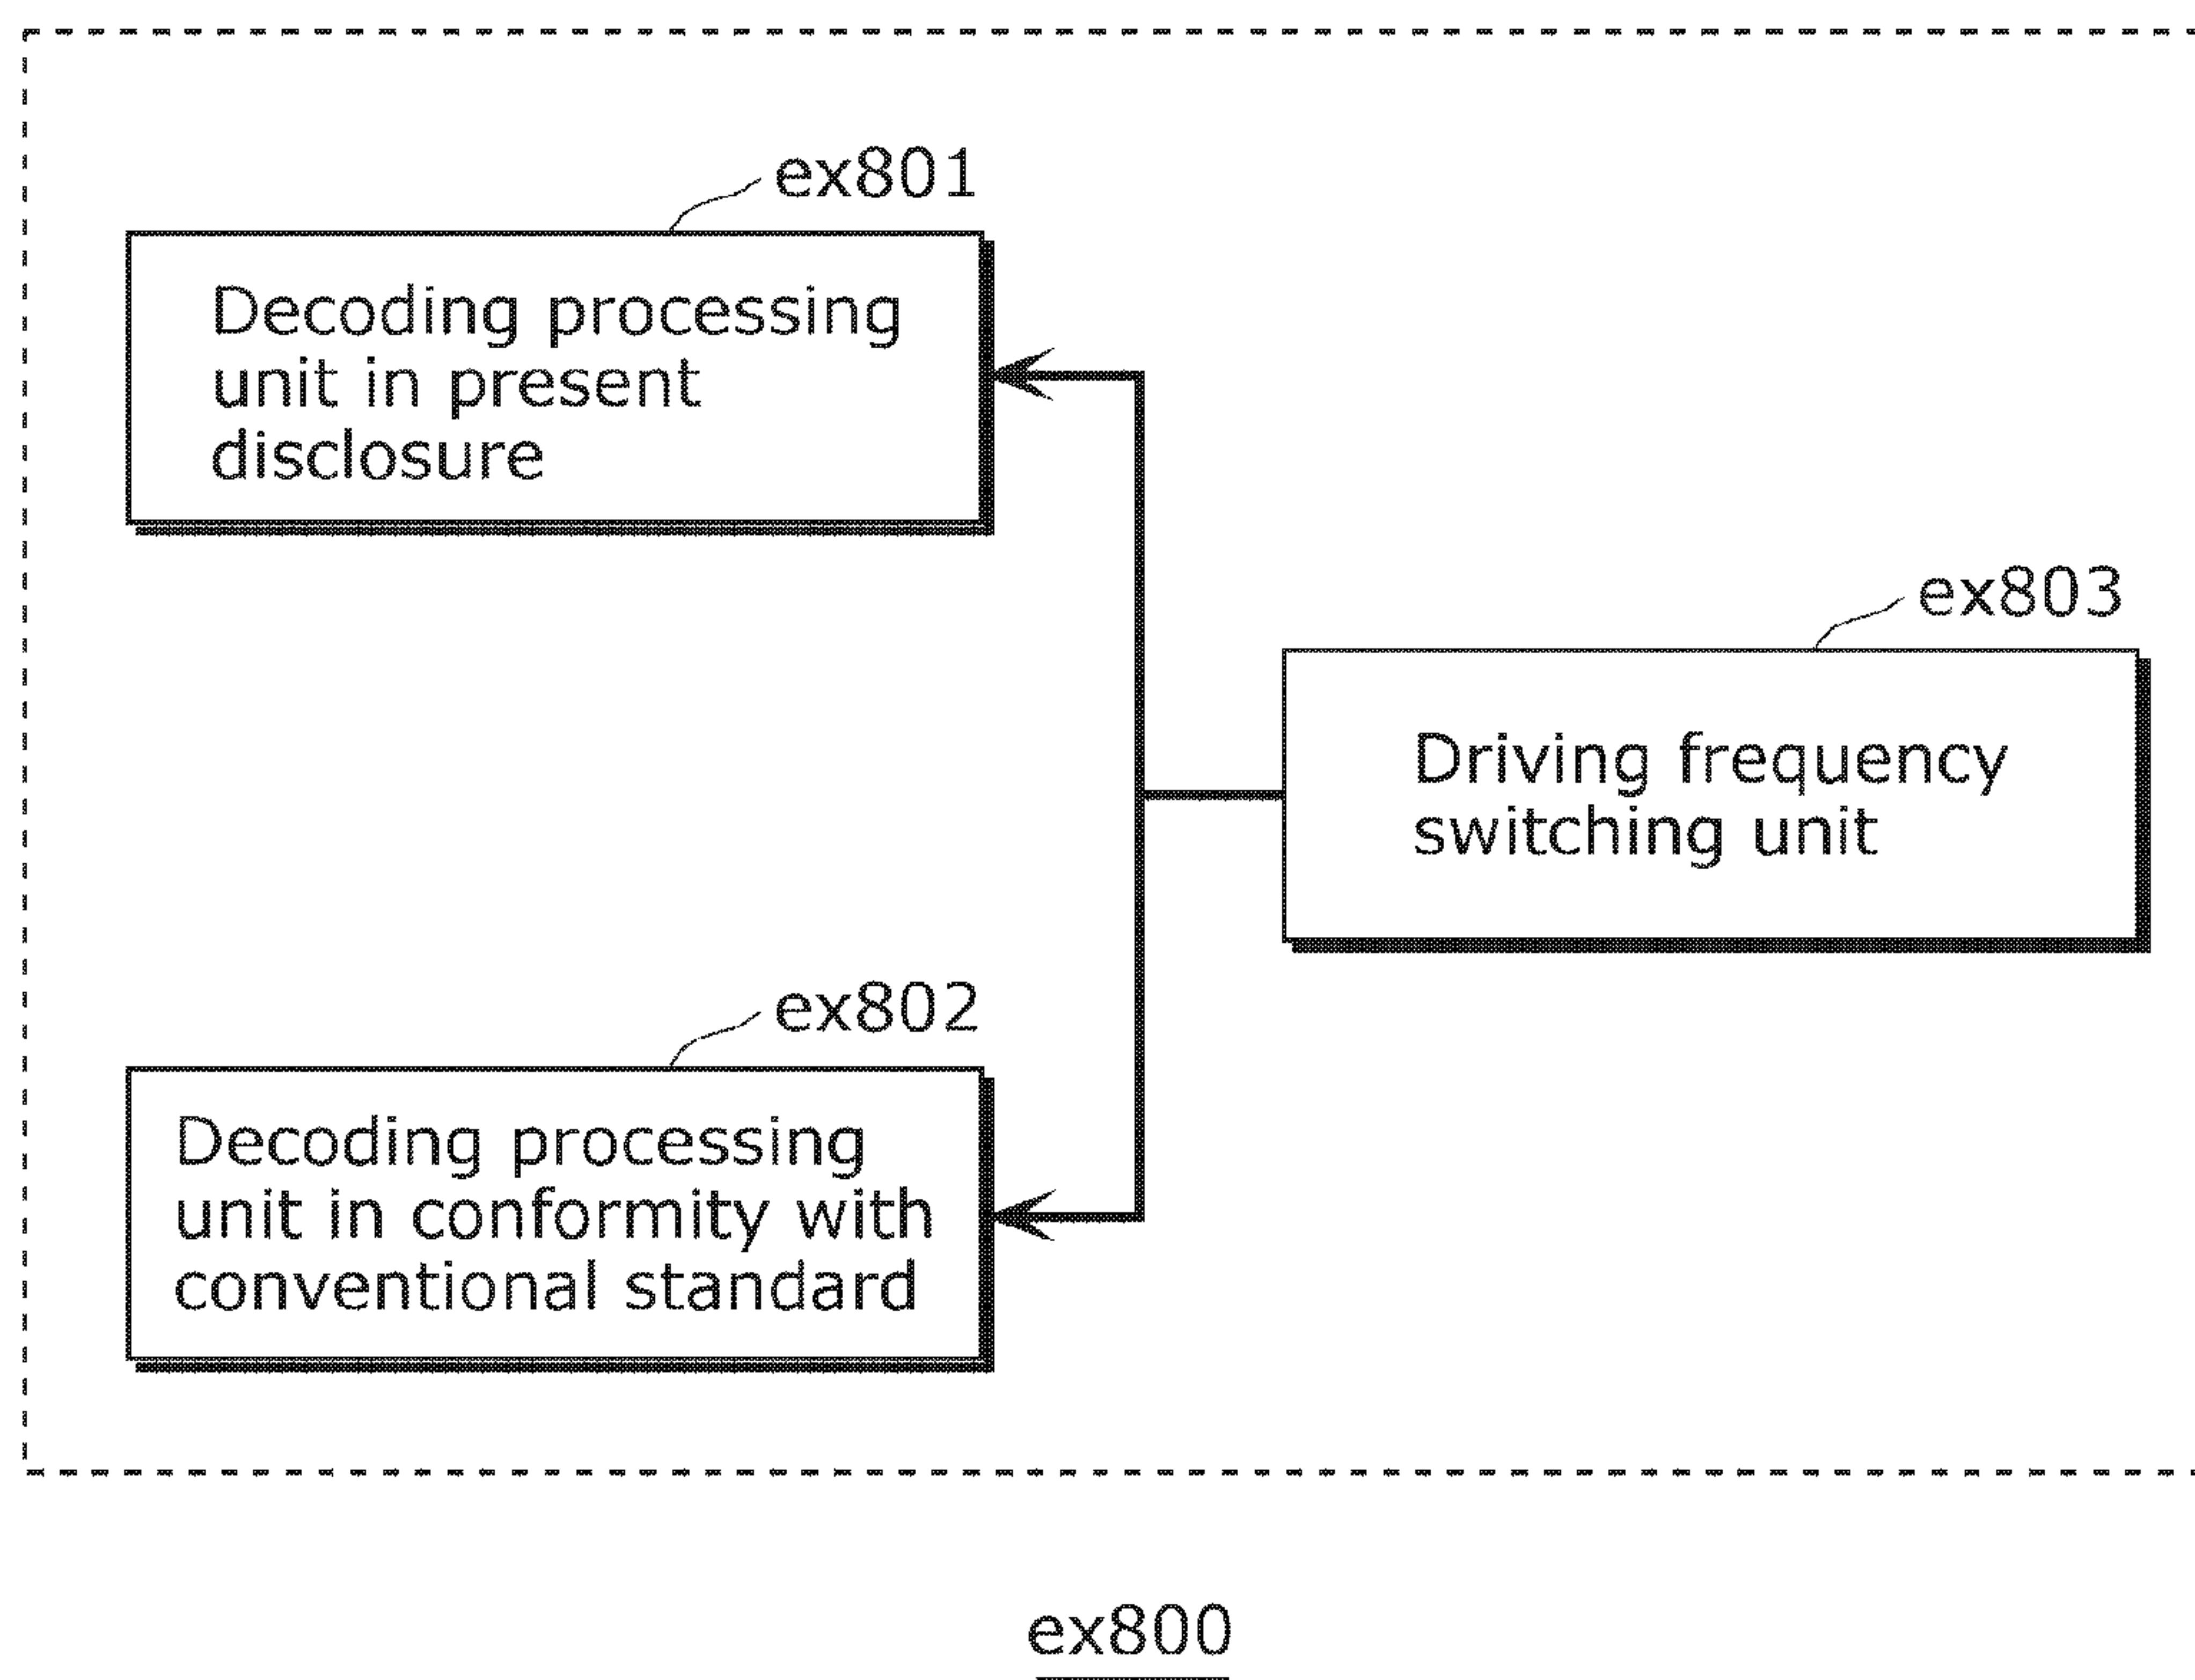 ex801
Decoding processing
unit in present
disclosure
ex803
Driving frequency
switching unit
ex802
Decoding processing
unit in conformity with
conventional standard
ex800